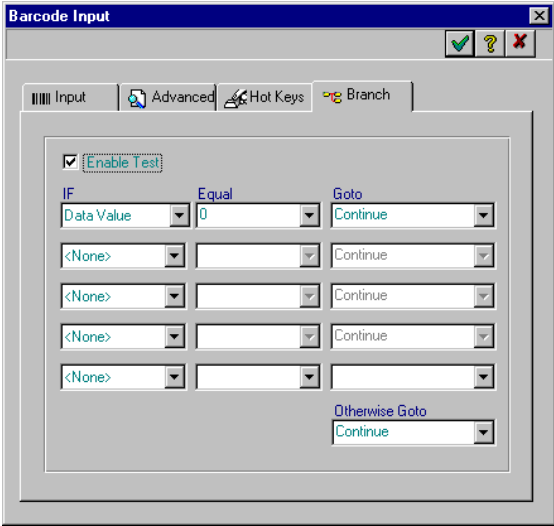 Barcode Input
Input Advanced Hot Keys Branch
Enable Test
IF Equal Goto
Data Value 0 Continue
<None> Continue
<None> Continue
<None> Continue
<None>
Otherwise Goto
Continue